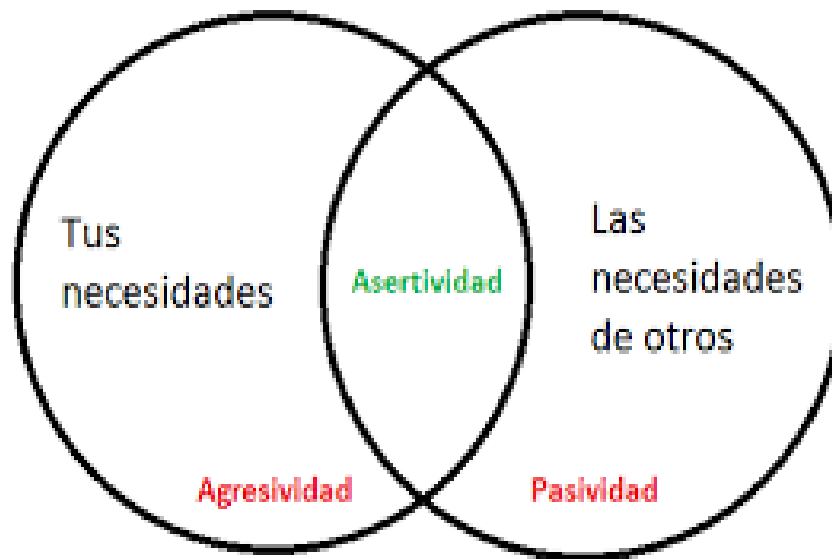 Tus
necesidades
Asertividad
Las
necesidades
de otros
Agresividad
Pasividad